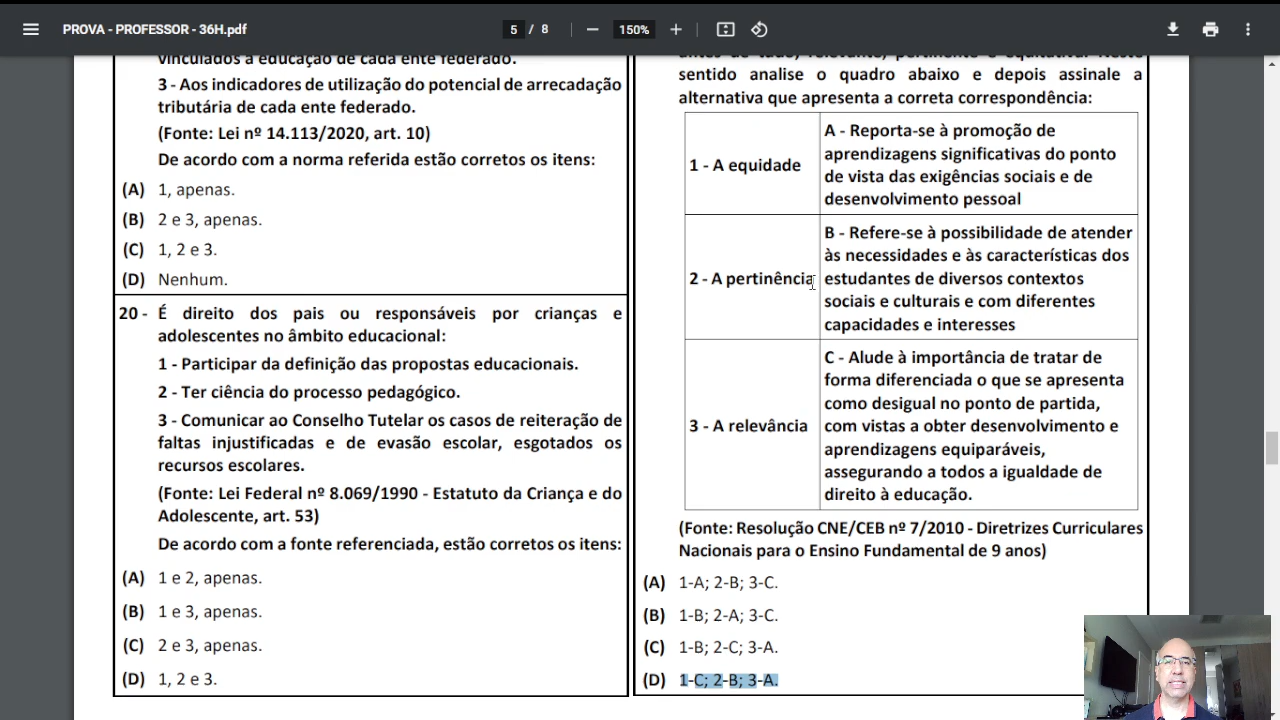 PROVA - PROFESSOR - 36H.pdf
5 / 8
150%
vinculados à educação de cada ente federado.
3 - Aos indicadores de utilização do potencial de arrecadação
tributária de cada ente federado.
(Fonte: Lei nº 14.113/2020, art. 10)
De acordo com a norma referida estão corretos os itens:
(A) 1, apenas.
(B) 2 e 3, apenas.
(C) 1, 2 e 3.
(D) Nenhum.
20 - É direito dos pais ou responsáveis por crianças e
adolescentes no âmbito educacional:
1 - Participar da definição das propostas educacionais.
2 - Ter ciência do processo pedagógico.
3 - Comunicar ao Conselho Tutelar os casos de reiteração de
faltas injustificadas e de evasão escolar, esgotados os
recursos escolares.
(Fonte: Lei Federal nº 8.069/1990 - Estatuto da Criança e do
Adolescente, art. 53)
De acordo com a fonte referenciada, estão corretos os itens:
(A) 1 e 2, apenas.
(B) 1 e 3, apenas.
(C) 2 e 3, apenas.
(D) 1, 2 e 3.
antes de tudo, relevante, pertinente e equitativa. Neste
sentido analise o quadro abaixo e depois assinale a
alternativa que apresenta a correta correspondência:
1 - A equidade
A - Reporta-se à promoção de
aprendizagens significativas do ponto
de vista das exigências sociais e de
desenvolvimento pessoal
2 - A pertinência
B - Refere-se à possibilidade de atender
às necessidades e às características dos
estudantes de diversos contextos
sociais e culturais e com diferentes
capacidades e interesses
3 - A relevância
C - Alude à importância de tratar de
forma diferenciada o que se apresenta
como desigual no ponto de partida,
com vistas a obter desenvolvimento e
aprendizagens equiparáveis,
assegurando a todos a igualdade de
direito à educação.
(Fonte: Resolução CNE/CEB nº 7/2010 - Diretrizes Curriculares
Nacionais para o Ensino Fundamental de 9 anos)
(A) 1-A; 2-B; 3-C.
(B) 1-B; 2-A; 3-C.
(C) 1-B; 2-C; 3-A.
(D) 1-C; 2-B; 3-A.